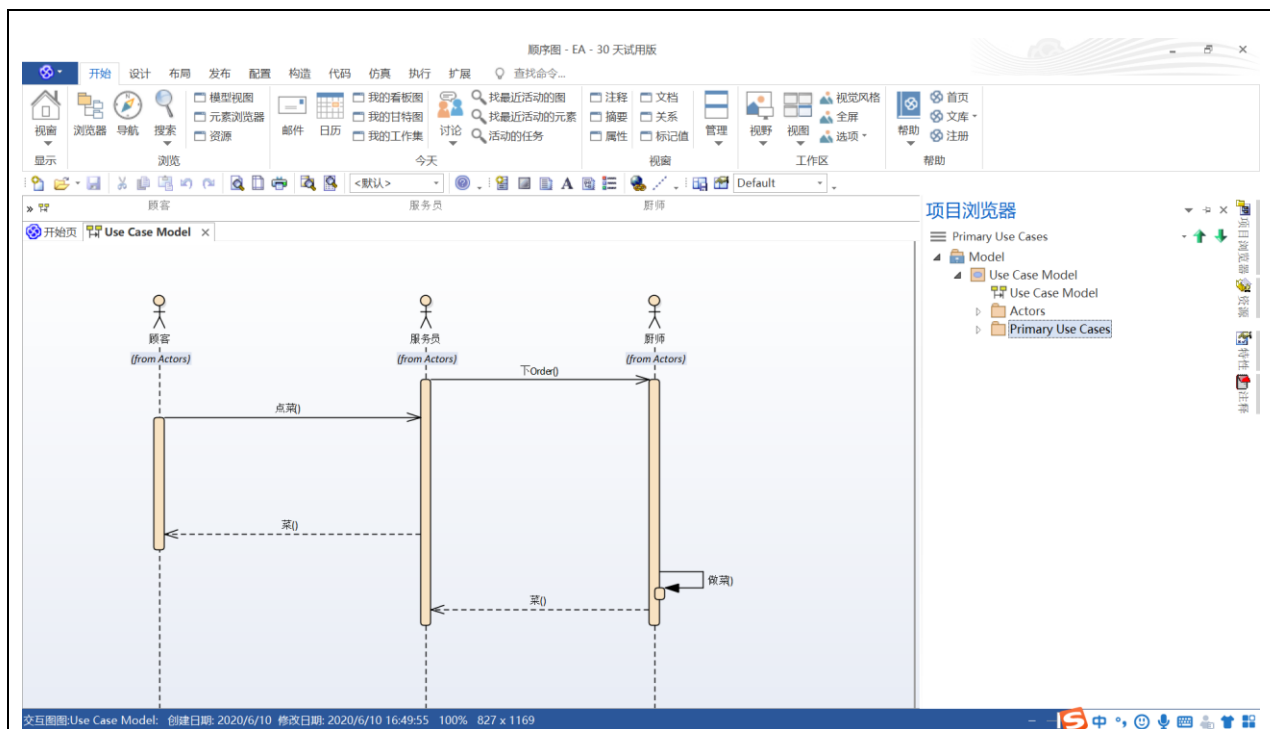 顺序图 - EA - 30 天试用版
开始 设计 布局 发布 配置 构造 代码 仿真 执行 扩展 查找命令...
模型视图 我的看板图 找最近活动的图 注释 文档 视觉风格 首页
元素浏览器 我的甘特图 找最近活动的元素 摘要 关系 全屏 文库
视窗 浏览器 导航 搜索 资源 邮件 日历 我的工作集 讨论 活动的任务 属性 标记值 管理 视野 视图 选项 帮助 注册
显示 浏览 今天 视窗 工作区 帮助
<默认> A Default
» 顾客 服务员 厨师
开始页 Use Case Model ×
顾客 服务员 厨师
(from Actors) (from Actors) (from Actors)
下Order()
点菜()
菜()
做菜()
菜()
项目浏览器
Primary Use Cases
Model
Use Case Model
Use Case Model
Actors
Primary Use Cases
项目浏览器
资源
特性
注释
交互图图:Use Case Model: 创建日期: 2020/6/10 修改日期: 2020/6/10 16:49:55 100% 827 x 1169
S 中